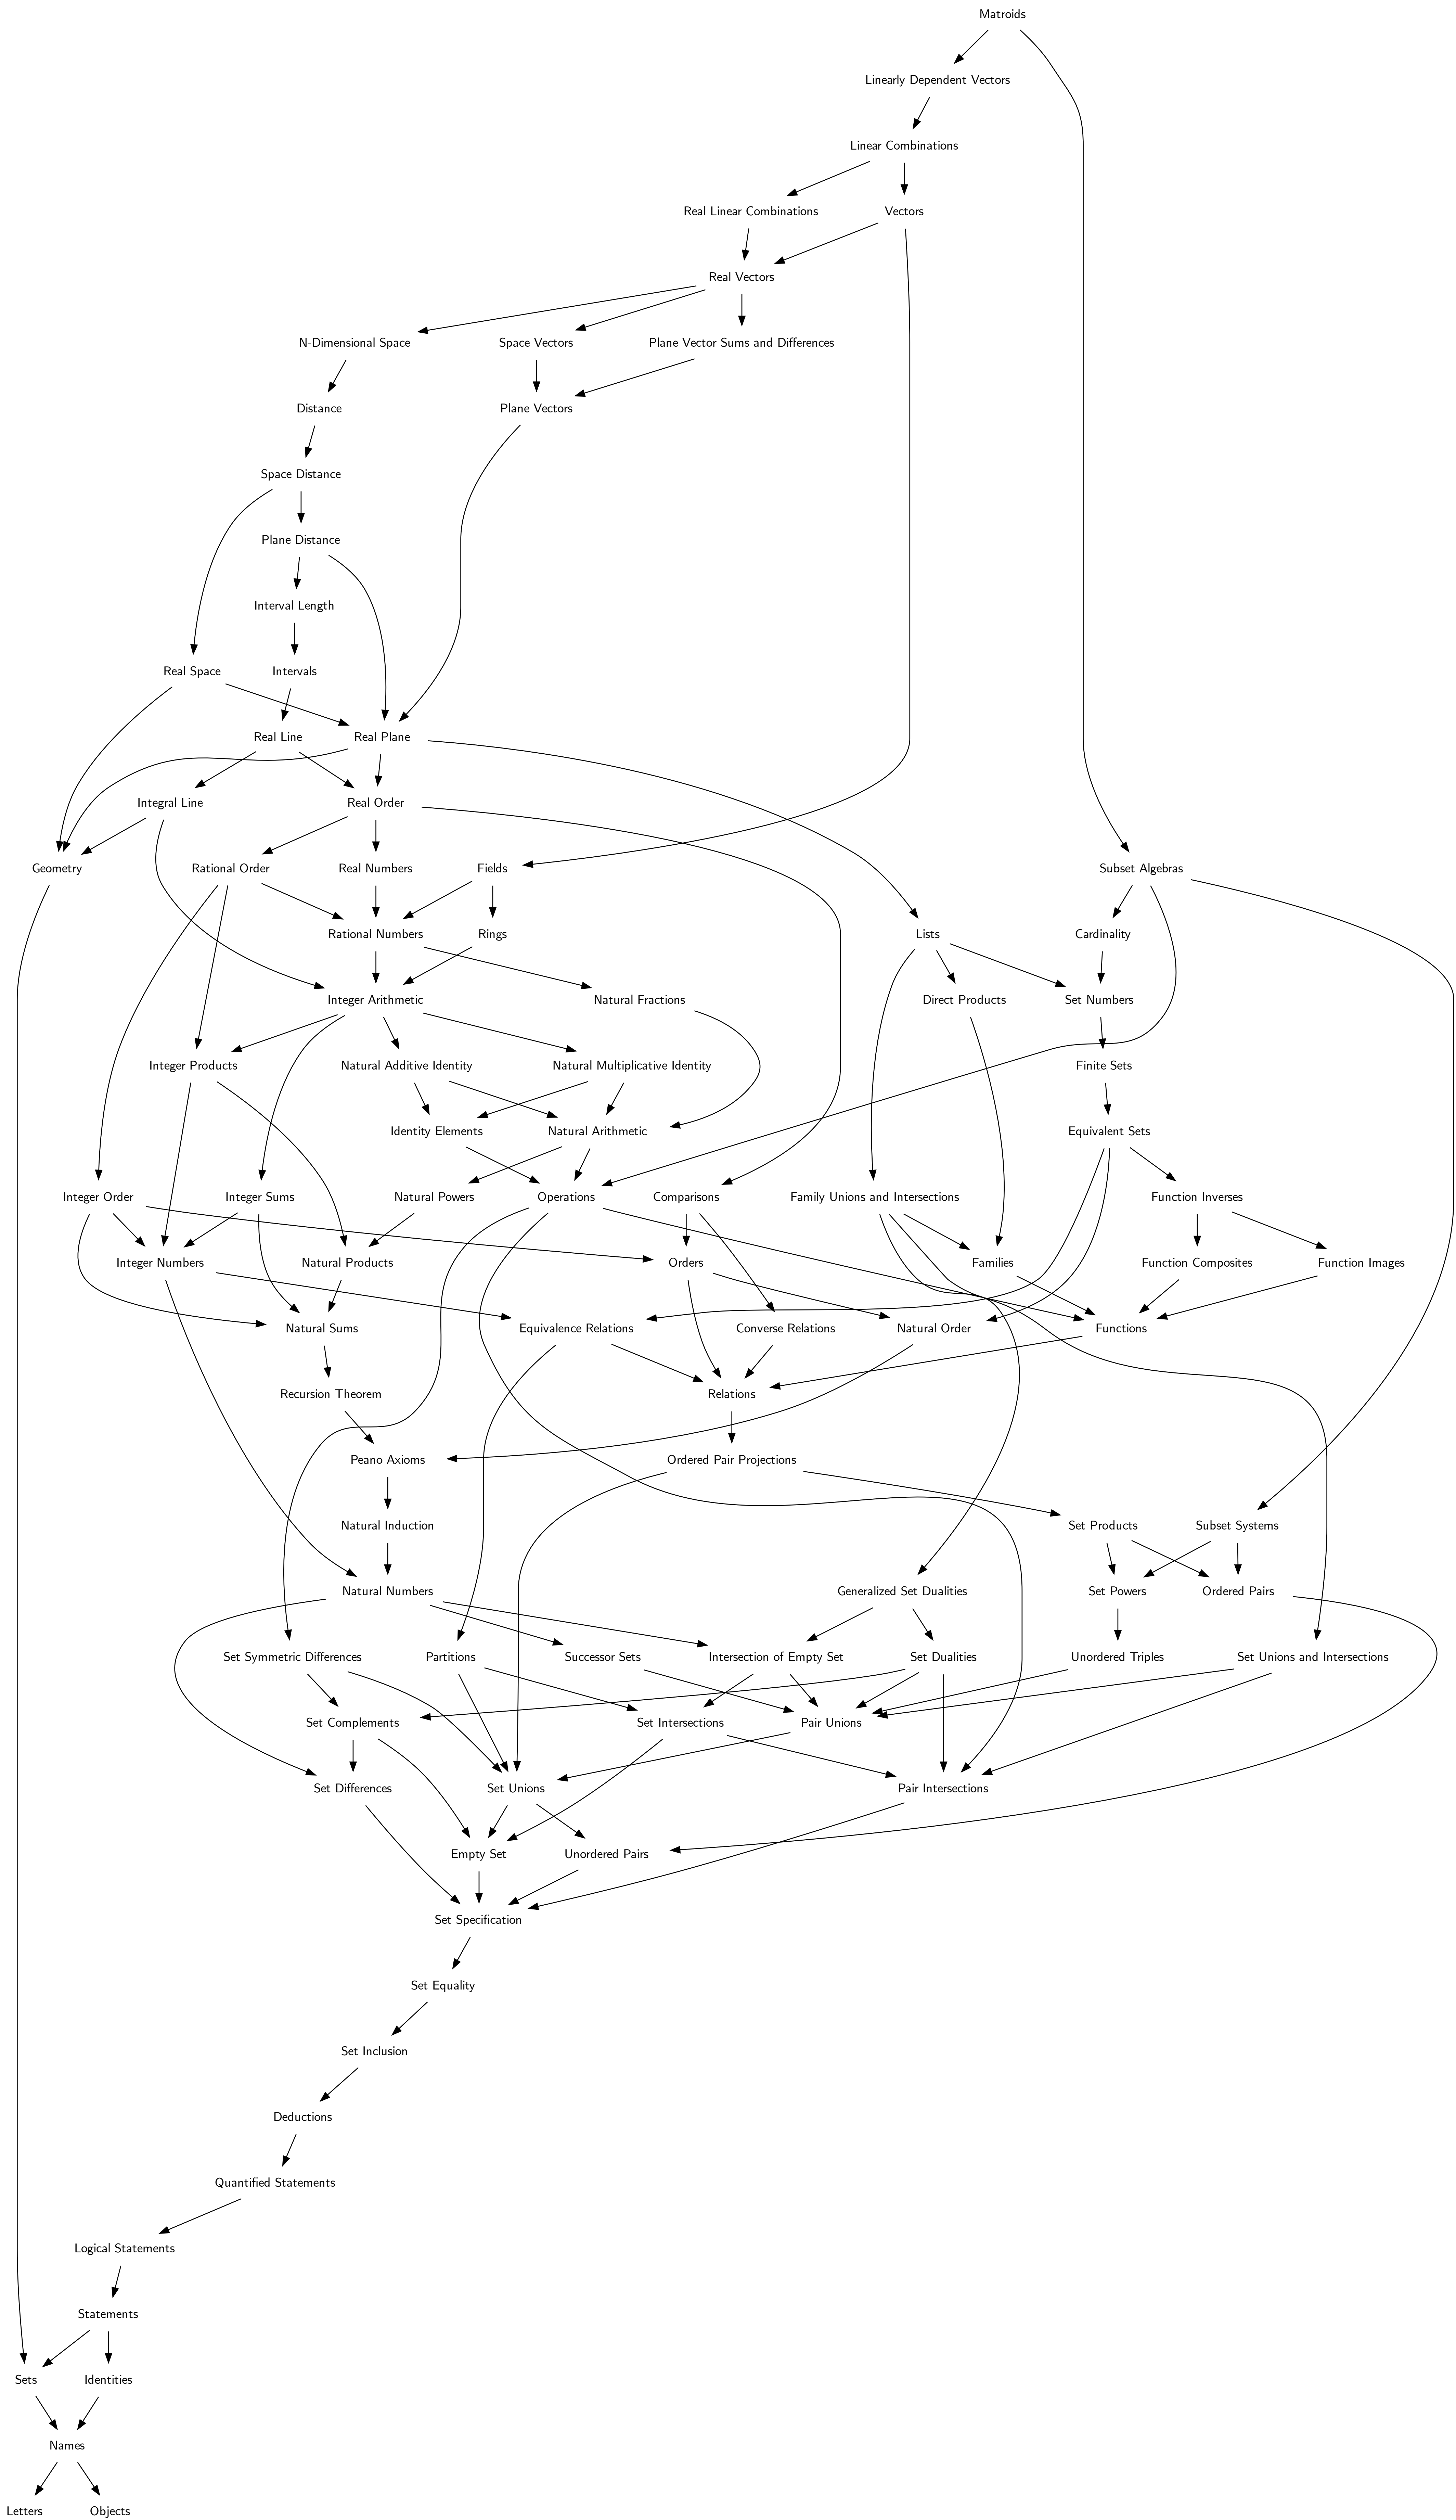 Matroids
Linearly Dependent Vectors
Linear Combinations
Real Linear Combinations
Vectors
Real Vectors
N-Dimensional Space
Space Vectors
Plane Vector Sums and Differences
Distance
Plane Vectors
Space Distance
Plane Distance
Interval Length
Real Space
Intervals
Real Line
Real Plane
Integral Line
Real Order
Geometry
Rational Order
Real Numbers
Fields
Subset Algebras
Rational Numbers
Rings
Lists
Cardinality
Integer Arithmetic
Natural Fractions
Direct Products
Set Numbers
Integer Products
Natural Additive Identity
Natural Multiplicative Identity
Finite Sets
Identity Elements
Natural Arithmetic
Equivalent Sets
Integer Order
Integer Sums
Natural Powers
Operations
Comparisons
Family Unions and Intersections
Function Inverses
Integer Numbers
Natural Products
Orders
Families
Function Composites
Function Images
Natural Sums
Equivalence Relations
Converse Relations
Natural Order
Functions
Recursion Theorem
Relations
Peano Axioms
Ordered Pair Projections
Natural Induction
Set Products
Subset Systems
Natural Numbers
Generalized Set Dualities
Set Powers
Ordered Pairs
Set Symmetric Differences
Partitions
Successor Sets
Intersection of Empty Set
Set Dualities
Unordered Triples
Set Unions and Intersections
Set Complements
Set Intersections
Pair Unions
Set Differences
Set Unions
Pair Intersections
Empty Set
Unordered Pairs
Set Specification
Set Equality
Set Inclusion
Deductions
Quantified Statements
Logical Statements
Statements
Sets
Identities
Names
Letters
Objects